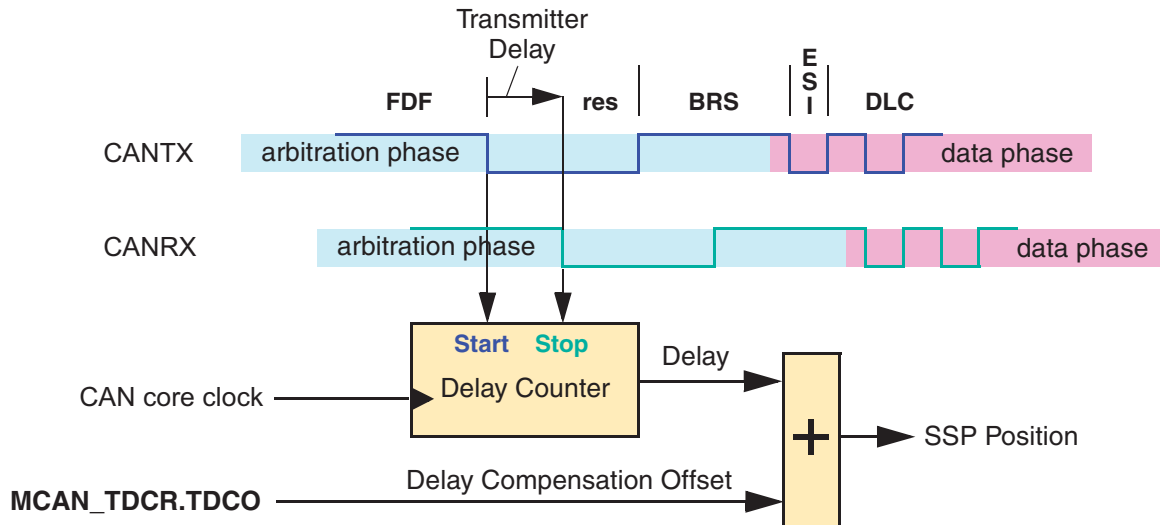 Transmitter
Delay
E
S
I
FDF
res
BRS
DLC
CANTX
arbitration phase
data phase
CANRX
arbitration phase
data phase
Start
Stop
Delay
CAN core clock
Delay Counter
+
SSP Position
MCAN_TDCR.TDCO
Delay Compensation Offset